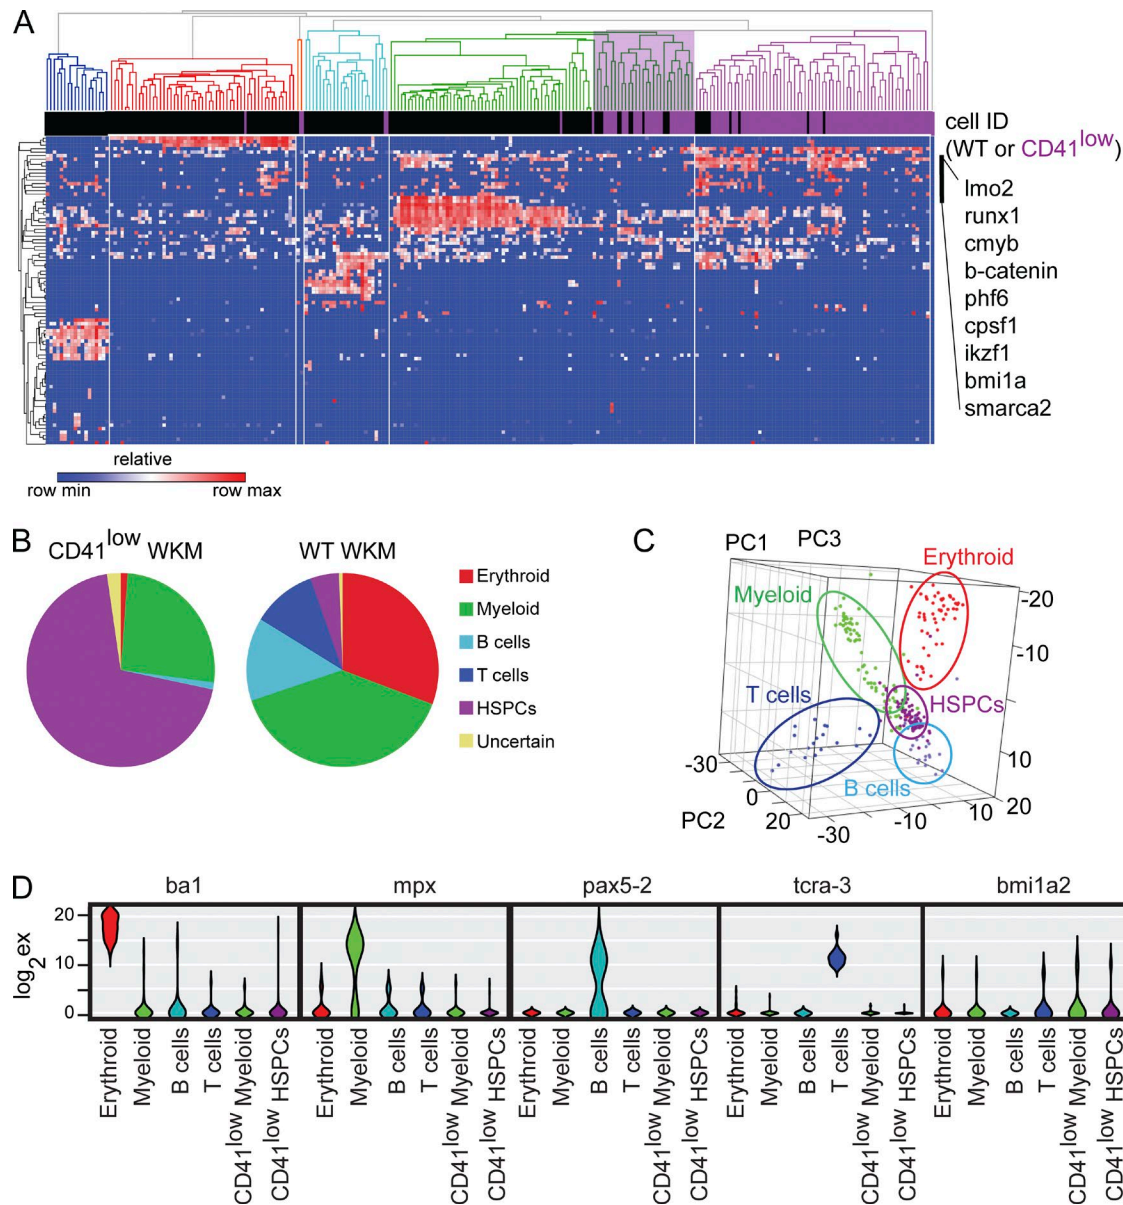 A
cell ID
(WT or CD41low)
lmo2
runx1
cmyb
b-catenin
phf6
cpsf1
ikzf1
bmi1a
smarca2
relative
row min row max
B
CD41low WKM
WT WKM
Erythroid
Myeloid
B cells
T cells
HSPCs
Uncertain
C
PC1
PC3
Erythroid
Myeloid
-20
-10
T cells
HSPCs
-30
10
B cells
0
20
PC2
20
10
-10
-30
D
ba1 mpx pax5-2 tcra-3 bmi1a2
log2ex
20
10
0
Erythroid
Myeloid
B cells
T cells
CD41low Myeloid
CD41low HSPCs
Erythroid
Myeloid
B cells
T cells
CD41low Myeloid
CD41low HSPCs
Erythroid
Myeloid
B cells
T cells
CD41low Myeloid
CD41low HSPCs
Erythroid
Myeloid
B cells
T cells
CD41low Myeloid
CD41low HSPCs
Erythroid
Myeloid
B cells
T cells
CD41low Myeloid
CD41low HSPCs